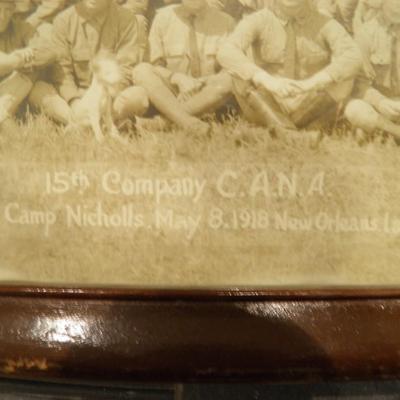 15th Company C.A.N.A.
Camp Nicholls, May 8, 1918 New Orleans, La